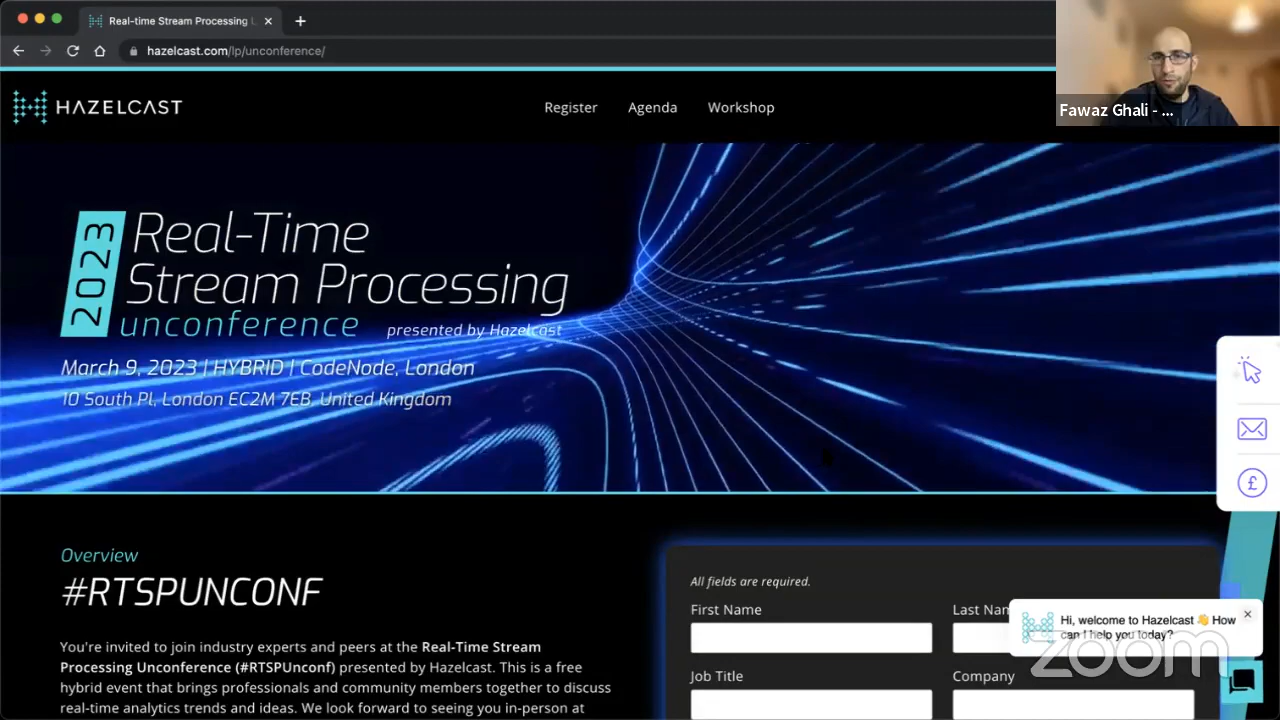 Real-time Stream Processing U
hazelcast.com/lp/unconference/
HAZELCAST
Register
Agenda
Workshop
Fawaz Ghali - ...
2023
Real-Time
Stream Processing
unconference
presented by Hazelcast
March 9, 2023 | HYBRID | CodeNode, London
10 South Pl, London EC2M 7EB, United Kingdom
Overview
#RTSPUNCONF
You're invited to join industry experts and peers at the Real-Time Stream
Processing Unconference (#RTSPUnconf) presented by Hazelcast. This is a free
hybrid event that brings professionals and community members together to discuss
real-time analytics trends and ideas. We look forward to seeing you in-person at
All fields are required.
First Name
Last Nam
Job Title
Company
Hi, welcome to Hazelcast 👋 How
can I help you today?
zoom
£